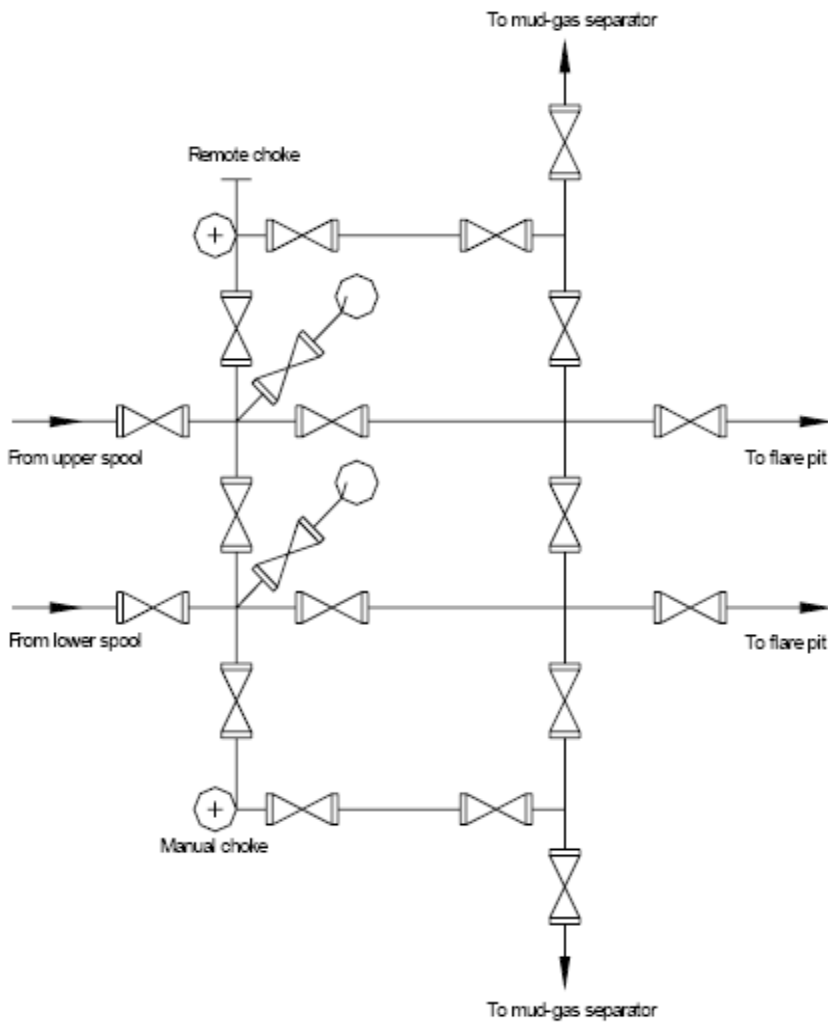 To mud-gas separator
Remote choke
From upper spool
To flare pit
From lower spool
To flare pit
Manual choke
To mud-gas separator